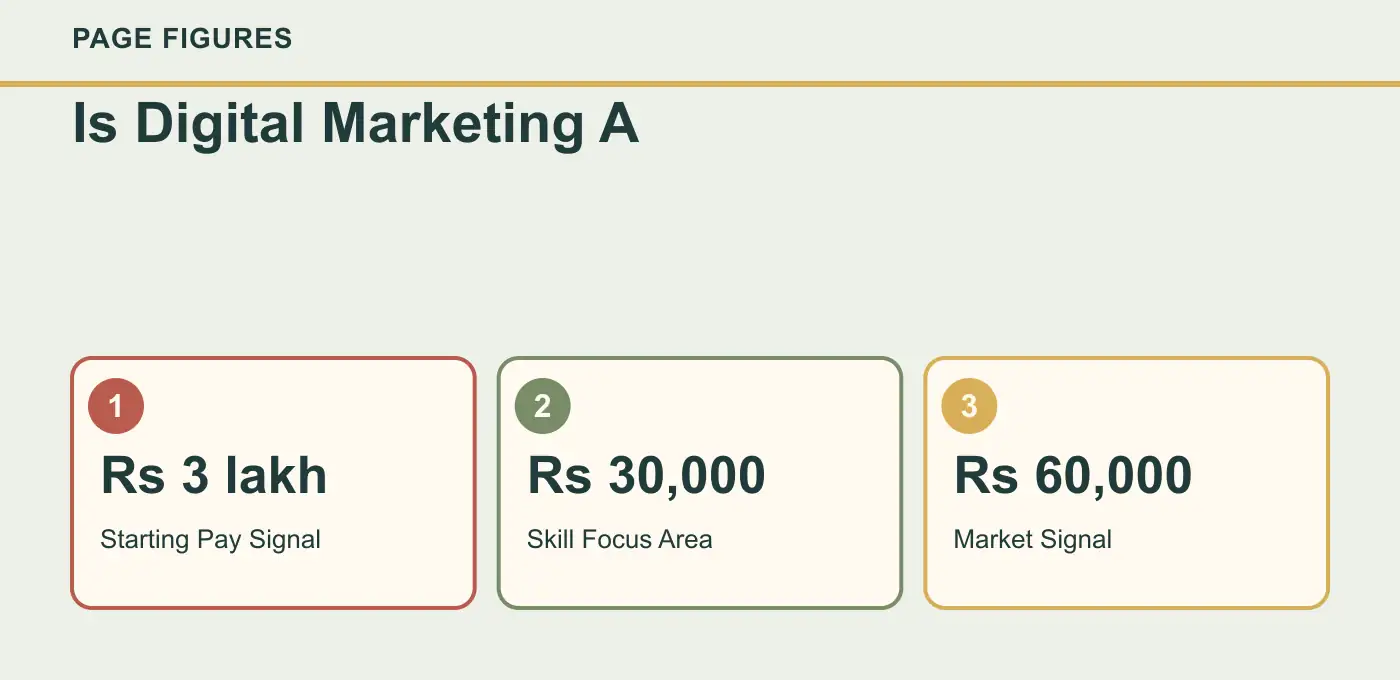 PAGE FIGURES
Is Digital Marketing A
1
Rs 3 lakh
Starting Pay Signal
2
Rs 30,000
Skill Focus Area
3
Rs 60,000
Market Signal